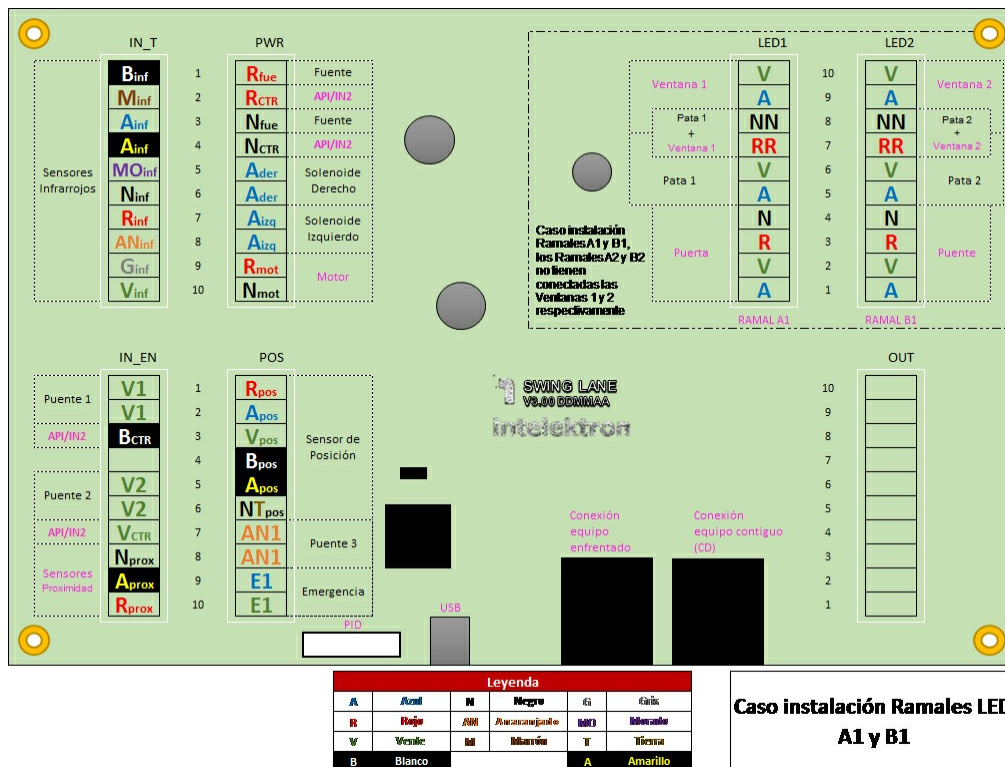 IN_T
PWR
Sensores
Infrarrojos
Binf 1 Rfue Fuente
Minf 2 RCTR API/IN2
Ainf 3 Nfue Fuente
Ainf 4 NCTR API/IN2
MOinf 5 Ader Solenoide
Ninf 6 Ader Derecho
Rinf 7 Aizq Solenoide
ANinf 8 Aizq Izquierdo
Ginf 9 Rmot Motor
Vinf 10 Nmot
LED1
LED2
Ventana 1 V 10 V Ventana 2
A 9 A
Pata 1 NN 8 NN Pata 2
+
Ventana 1 RR 7 RR Ventana 2
Pata 1 V 6 V Pata 2
A 5 A
Puerta N 4 N Puente
R 3 R
V 2 V
A 1 A
RAMAL A1
RAMAL B1
Caso instalación
Ramales A1 y B1,
los Ramales A2 y B2
no tienen
conectadas las
Ventanas 1 y 2
respectivamente
IN_EN
POS
Puente 1 V1 1 Rpos Sensor de
V1 2 Apos Posición
API/IN2 BCTR 3 Vpos
4 Bpos
Puente 2 V2 5 Apos
V2 6 NTpos
API/IN2 VCTR 7 AN1 Puente 3
Sensores Nprox 8 AN1
Proximidad Aprox 9 E1 Emergencia
Rprox 10 E1
SWING LANE
V3.00 DDMMAA
intelektron
OUT
10
9
8
7
6
5
4
3
2
1
Conexión
equipo
enfrentado
Conexión
equipo contiguo
(CD)
PID
USB
Leyenda
A Azul N Negro G Gris
R Rojo AN Anaranjado MO Morado
V Verde M Marrón T Tierra
B Blanco A Amarillo
Caso instalación Ramales LED
A1 y B1